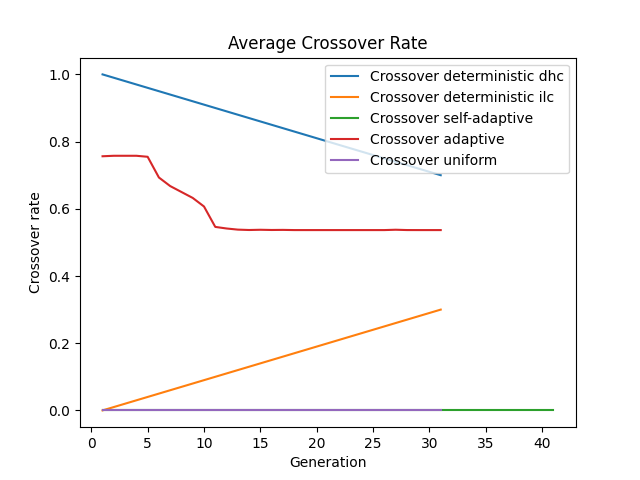 Average Crossover Rate
Crossover deterministic dhc
Crossover deterministic ilc
Crossover self-adaptive
Crossover adaptive
Crossover uniform
Crossover rate
1.0
0.8
0.6
0.4
0.2
0.0
0 5 10 15 20 25 30 35 40
Generation